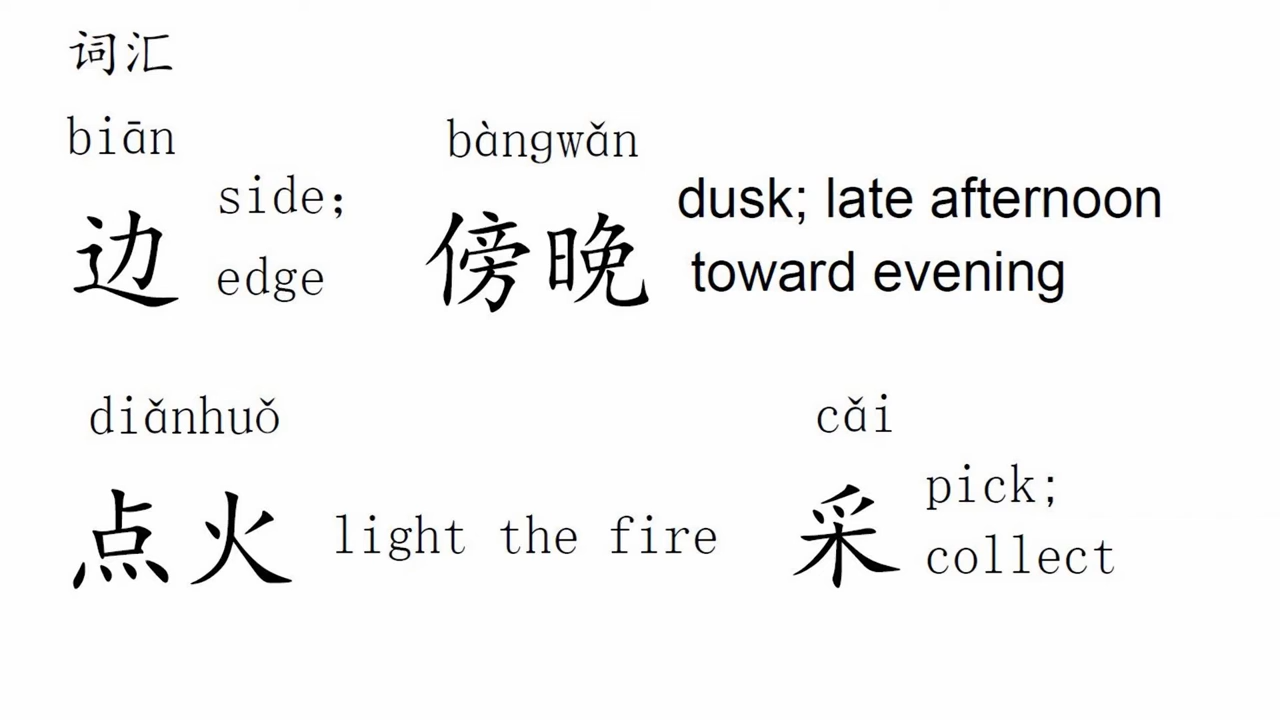 词汇
biān
边
side;
edge
bàngwǎn
傍晚
dusk; late afternoon
toward evening
diǎnhuǒ
点火
light the fire
cǎi
采
pick;
collect